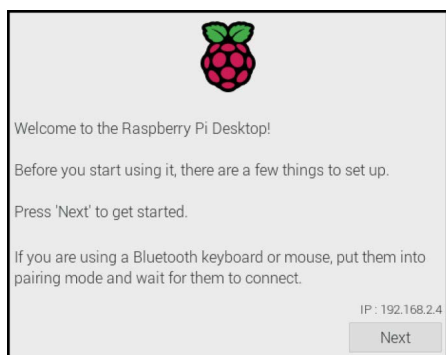 Welcome to the Raspberry Pi Desktop!
Before you start using it, there are a few things to set up.
Press 'Next' to get started.
If you are using a Bluetooth keyboard or mouse, put them into
pairing mode and wait for them to connect.
IP : 192.168.2.4
Next